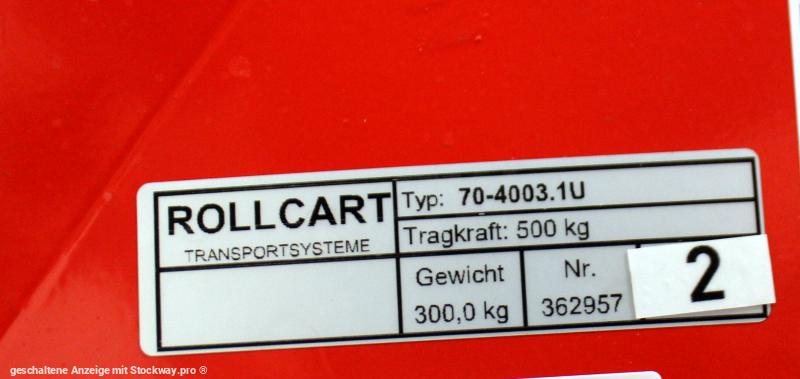 ROLLCART
TRANSPORTSYSTEME
Typ: 70-4003.1U
Tragkraft: 500 kg
Gewicht
300,0 kg
Nr.
362957
2
geschaltene Anzeige mit Stockway.pro ®